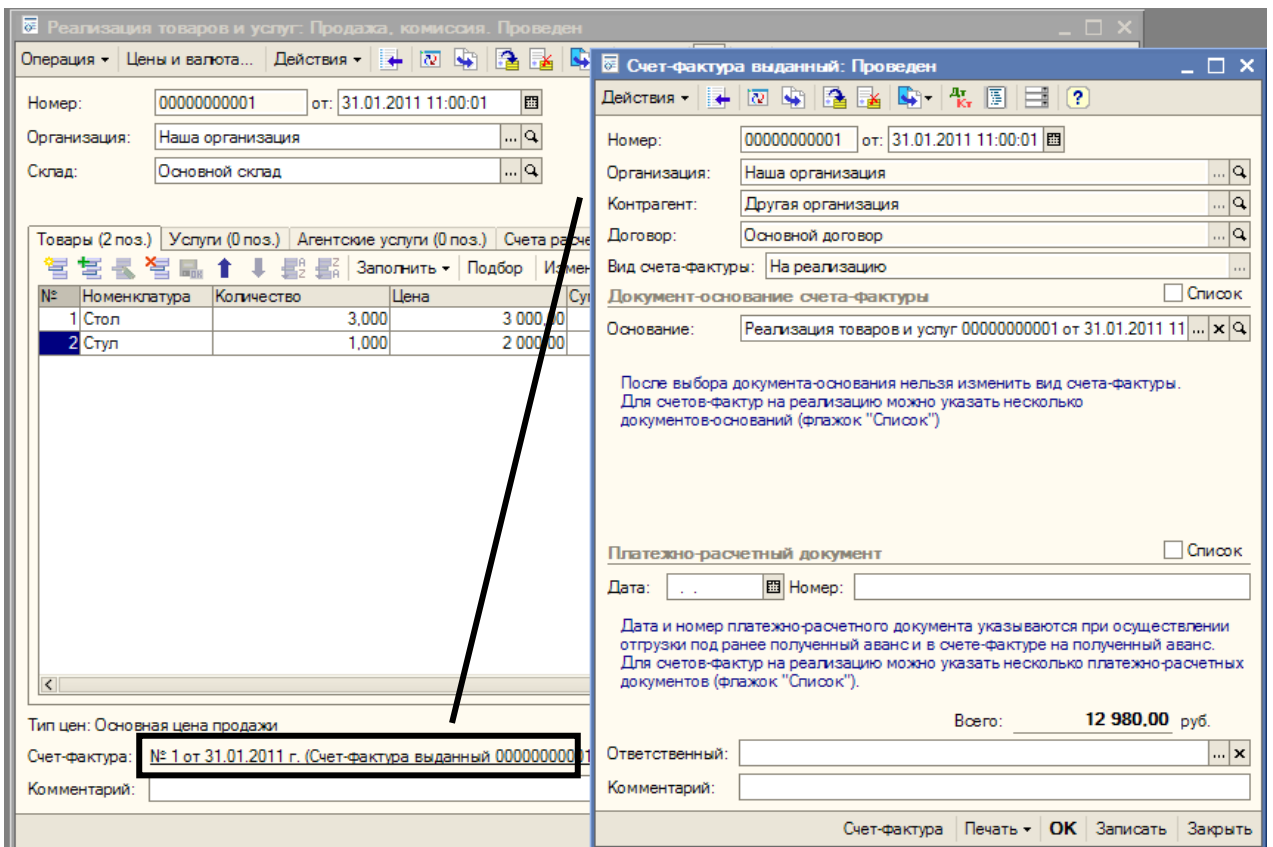 Реализация товаров и услуг: Продажа, комиссия. Проведен
Операция Цены и валюта... Действия
Номер: 00000000001 от: 31.01.2011 11:00:01
Организация: Наша организация ...
Склад: Основной склад ...
Товары (2 поз.) Услуги (0 поз.) Агентские услуги (0 поз.) Счета расче
Заполнить Подбор Измен
№ Номенклатура Количество Цена Су
1 Стол 3,000 3 000,00
2 Стул 1,000 2 000,00
Тип цен: Основная цена продажи
Счет-фактура: № 1 от 31.01.2011 г. (Счет-фактура выданный 00000000001
Комментарий:
Счет-фактура выданный: Проведен
Действия Дт Кт ?
Номер: 00000000001 от: 31.01.2011 11:00:01
Организация: Наша организация ...
Контрагент: Другая организация ...
Договор: Основной договор ...
Вид счета-фактуры: На реализацию ...
Документ-основание счета-фактуры Список
Основание: Реализация товаров и услуг 00000000001 от 31.01.2011 11 ... x
После выбора документа-основания нельзя изменить вид счета-фактуры.
Для счетов-фактур на реализацию можно указать несколько
документов-оснований (флажок "Список")
Платежно-расчетный документ Список
Дата: . . Номер:
Дата и номер платежно-расчетного документа указываются при осуществлении
отгрузки под ранее полученный аванс и в счете-фактуре на полученный аванс.
Для счетов-фактур на реализацию можно указать несколько платежно-расчетных
документов (флажок "Список").
Всего: 12 980,00 руб.
Ответственный: ... x
Комментарий:
Счет-фактура Печать OK Записать Закрыть